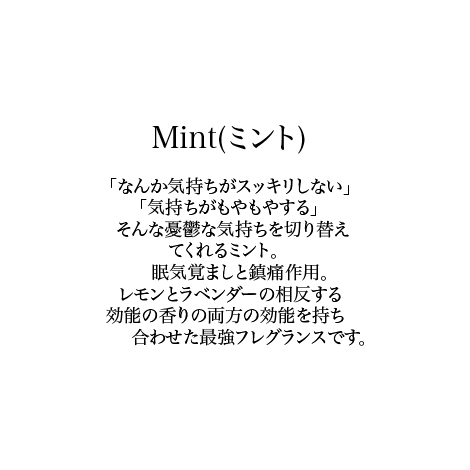 Mint(ミント)
「なんか気持ちがスッキリしない」
「気持ちがもやもやする」
そんな憂鬱な気持ちを切り替え
てくれるミント。
眠気覚ましと鎮痛作用。
レモンとラベンダーの相反する
効能の香りの両方の効能を持ち
合わせた最強フレグランスです。